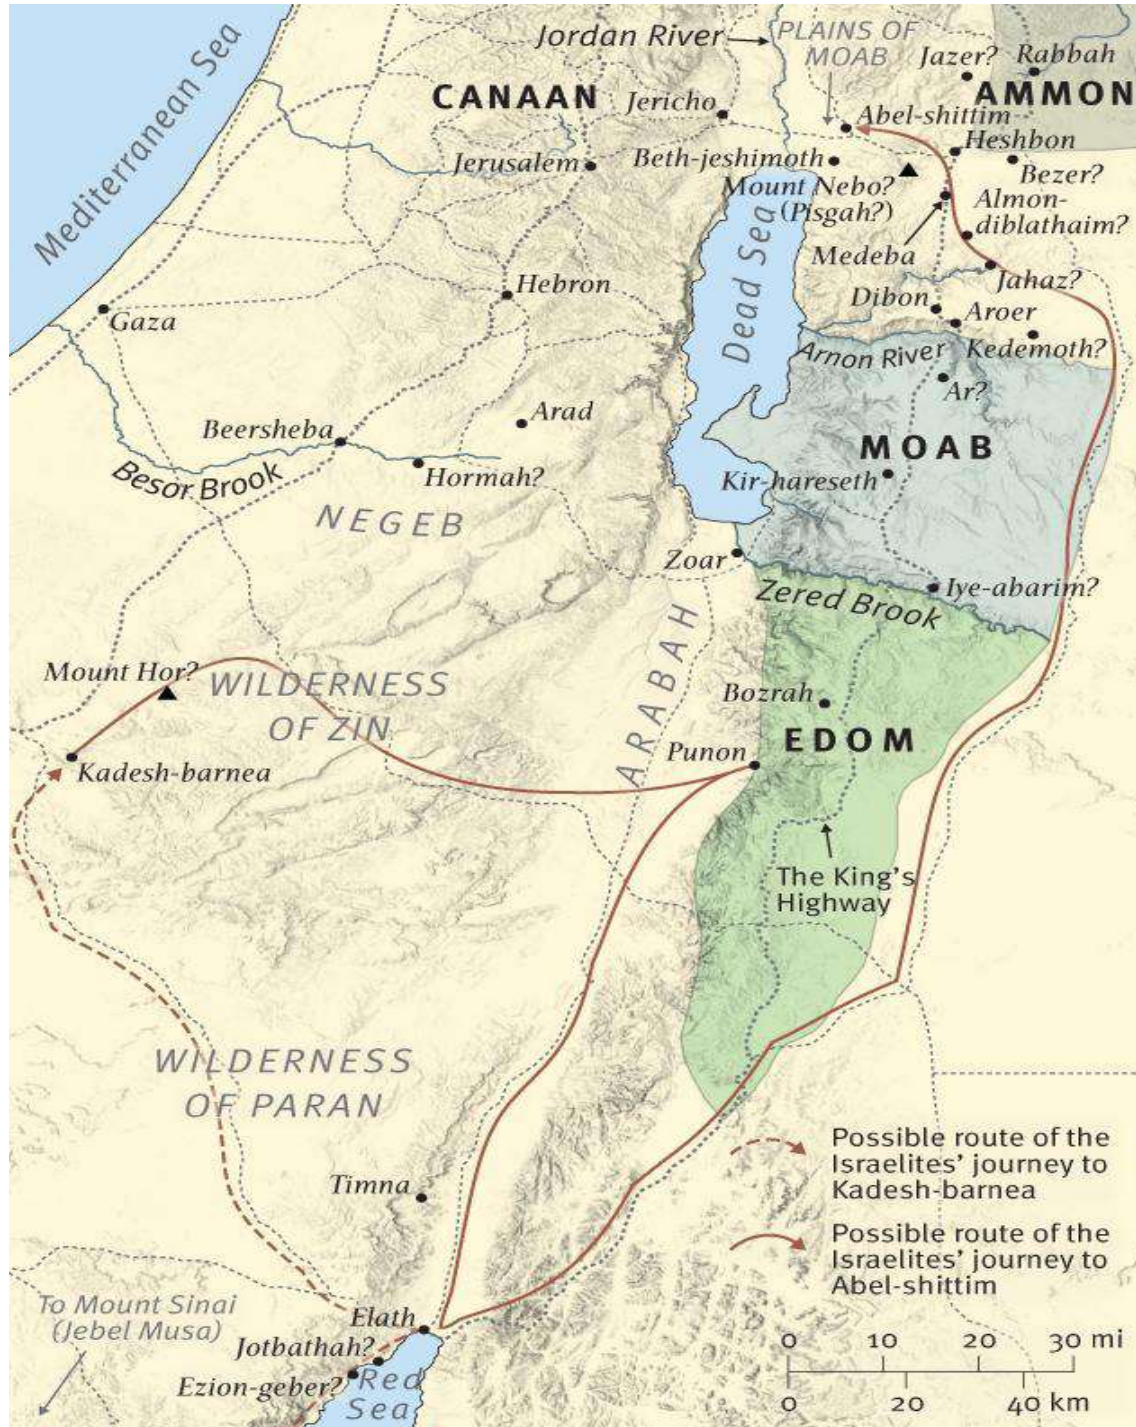 Mediterranean Sea
Jordan River
PLAINS OF
MOAB
Jazer?
Rabbah
AMMON
CANAAN
Jericho
Abel-shittim
Heshbon
Jerusalem
Beth-jeshimoth
Bezer?
Mount Nebo?
(Pisgah?)
Almon-
diblathaim?
Medeba
Dead Sea
Jahaz?
Hebron
Dibon
Aroer
Gaza
Arnon River
Kedemoth?
Ar?
Arad
Beersheba
MOAB
Besor Brook
Hormah?
Kir-hareseth
NEGEB
Zoar
Iye-abarim?
Zered Brook
ARABAH
Mount Hor?
WILDERNESS
OF ZIN
Bozrah
EDOM
Punon
Kadesh-barnea
The King's
Highway
WILDERNESS
OF PARAN
Timna
Possible route of the
Israelites' journey to
Kadesh-barnea
Possible route of the
Israelites' journey to
Abel-shittim
To Mount Sinai
(Jebel Musa)
Elath
Jotbathah?
Ezion-geber?
Red
Sea
0 10 20 30 mi
0 20 40 km